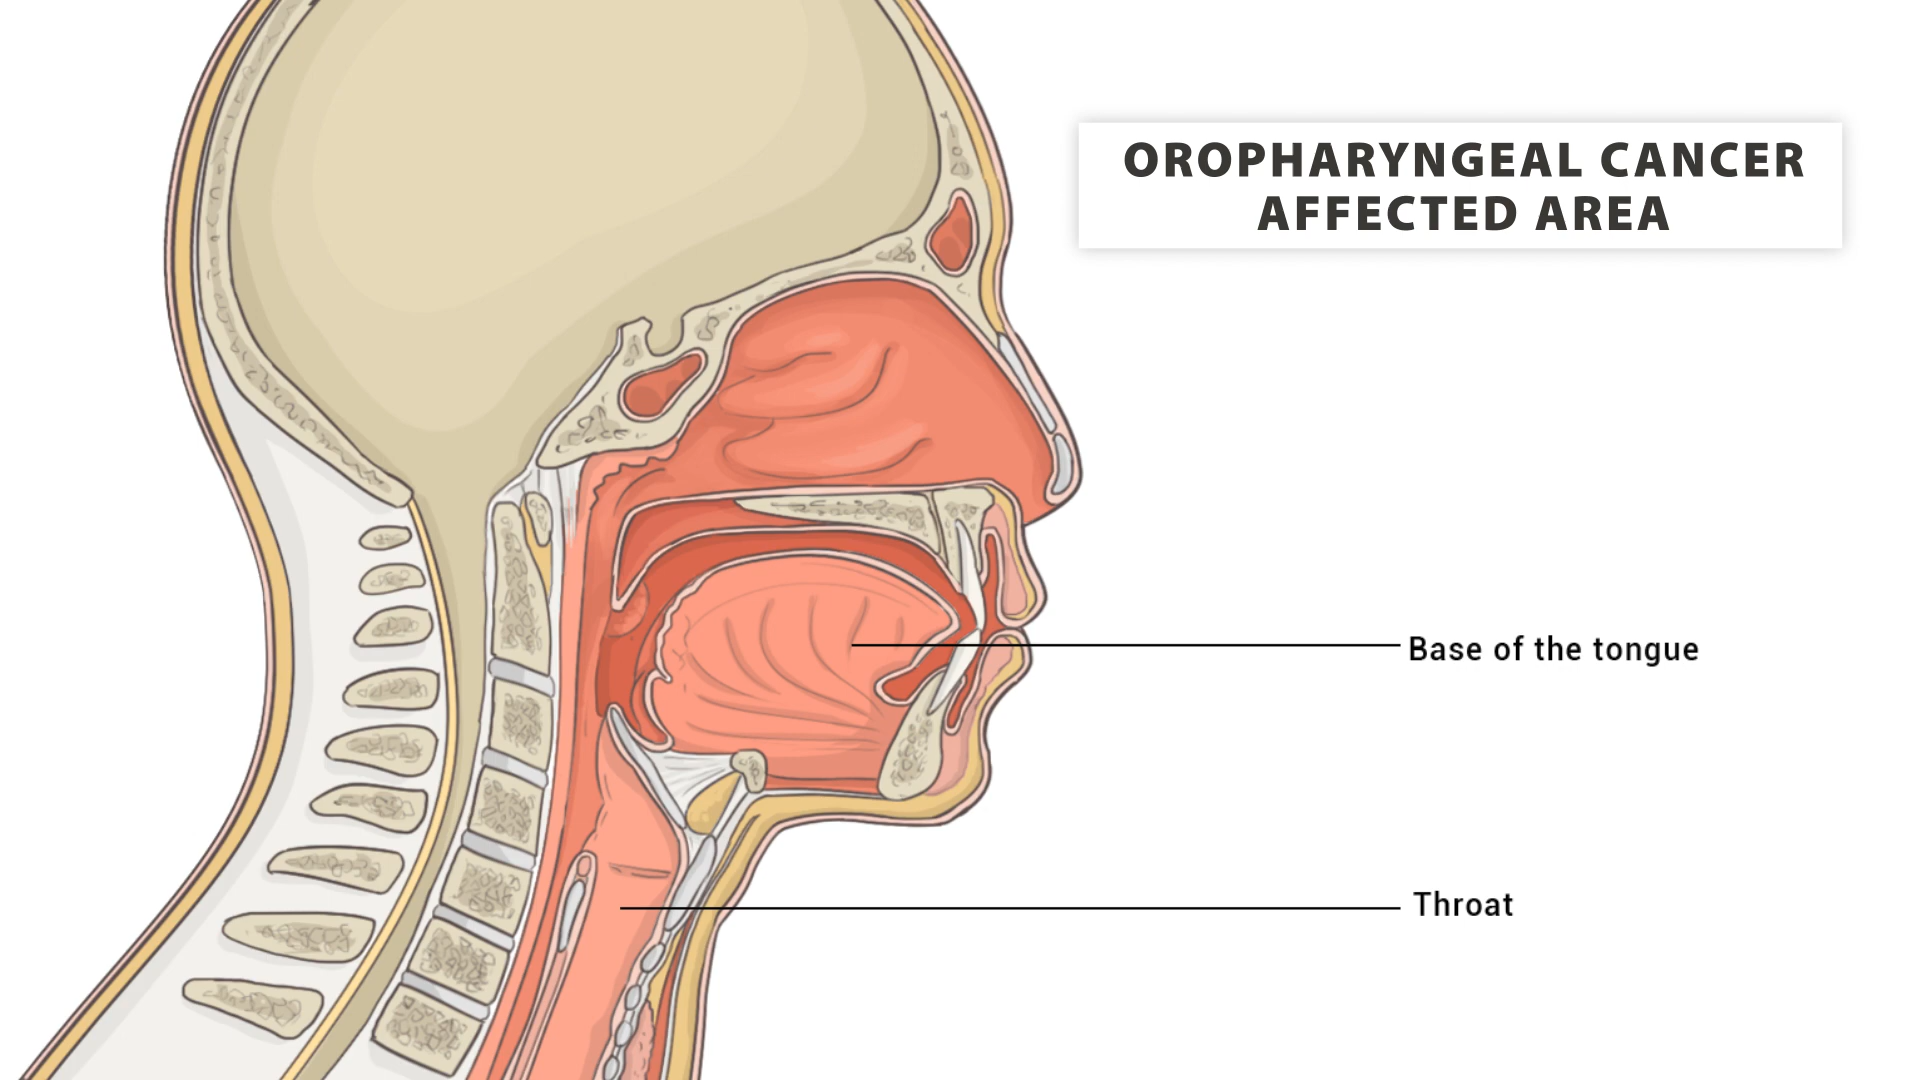 OROPHARYNGEAL CANCER
AFFECTED AREA
Base of the tongue
Throat